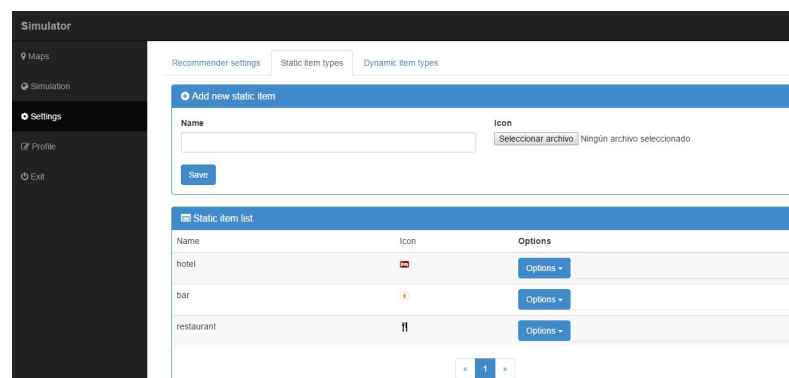 Simulator
Maps
Simulation
Settings
Profile
Exit
Recommender settings Static item types Dynamic item types
Add new static item
Name Icon
Seleccionar archivo Ningún archivo seleccionado
Save
Static item list
Name Icon Options
hotel Options
bar Options
restaurant Options
« 1 »